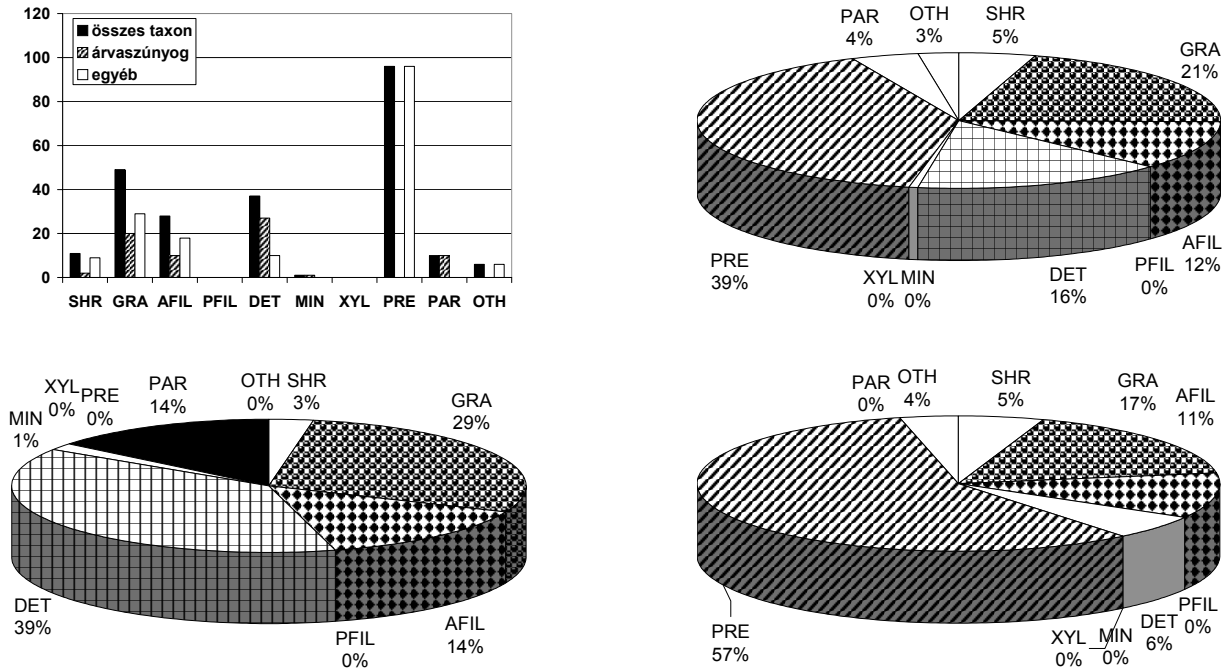 120
100
80
60
40
20
0
összes taxon
árvaszúnyog
egyéb
SHR GRA AFIL PFIL DET MIN XYL PRE PAR OTH
PAR
4%
OTH
3%
SHR
5%
GRA
21%
AFIL
12%
PFIL
0%
DET
16%
MIN
0%
XYL
0%
PRE
39%
XYL
0%
PRE
0%
PAR
14%
OTH
0%
SHR
3%
GRA
29%
AFIL
14%
PFIL
0%
DET
39%
MIN
1%
PAR
0%
OTH
4%
SHR
5%
GRA
17%
AFIL
11%
PFIL
0%
DET
6%
MIN
0%
XYL
0%
PRE
57%